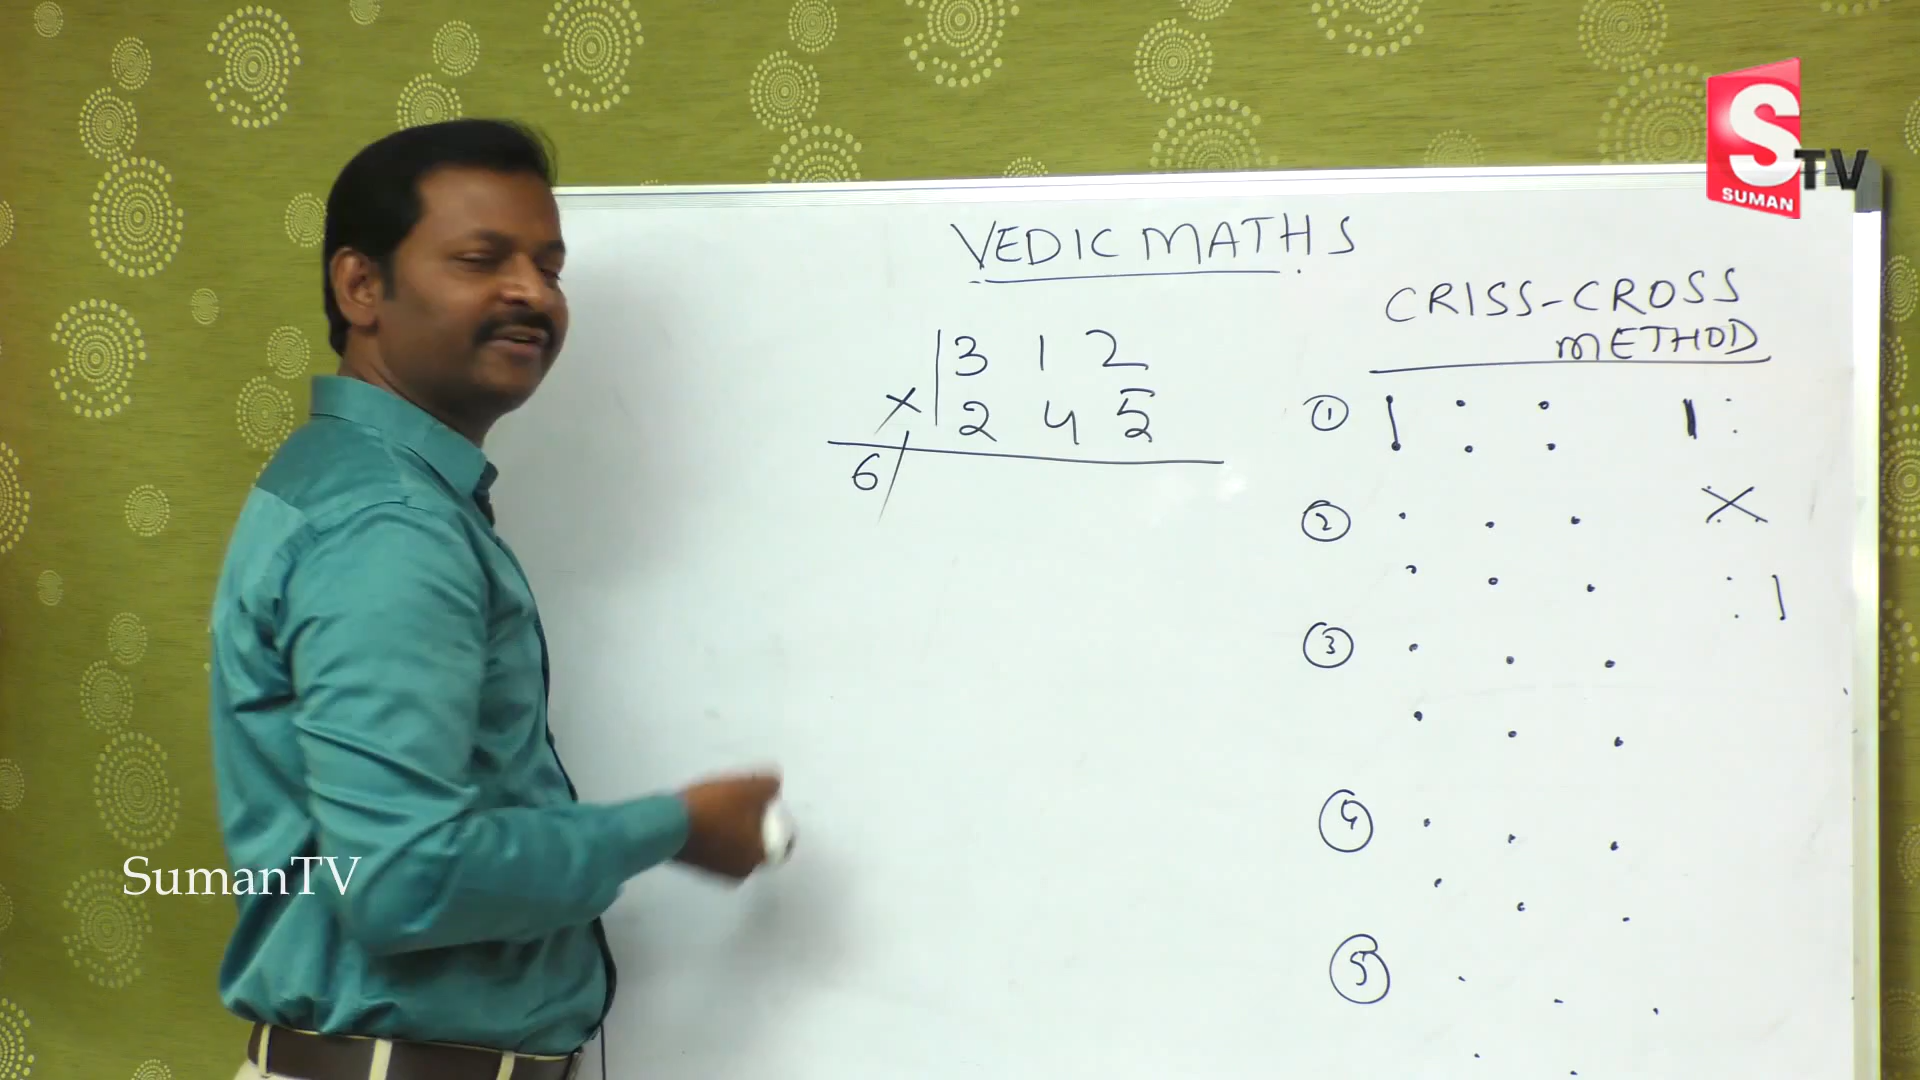 S TV
SUMAN
VEDIC MATHS
CRISS-CROSS
METHOD
3 1 2
× 2 4 5
6/
1
2
3
4
5
SumanTV